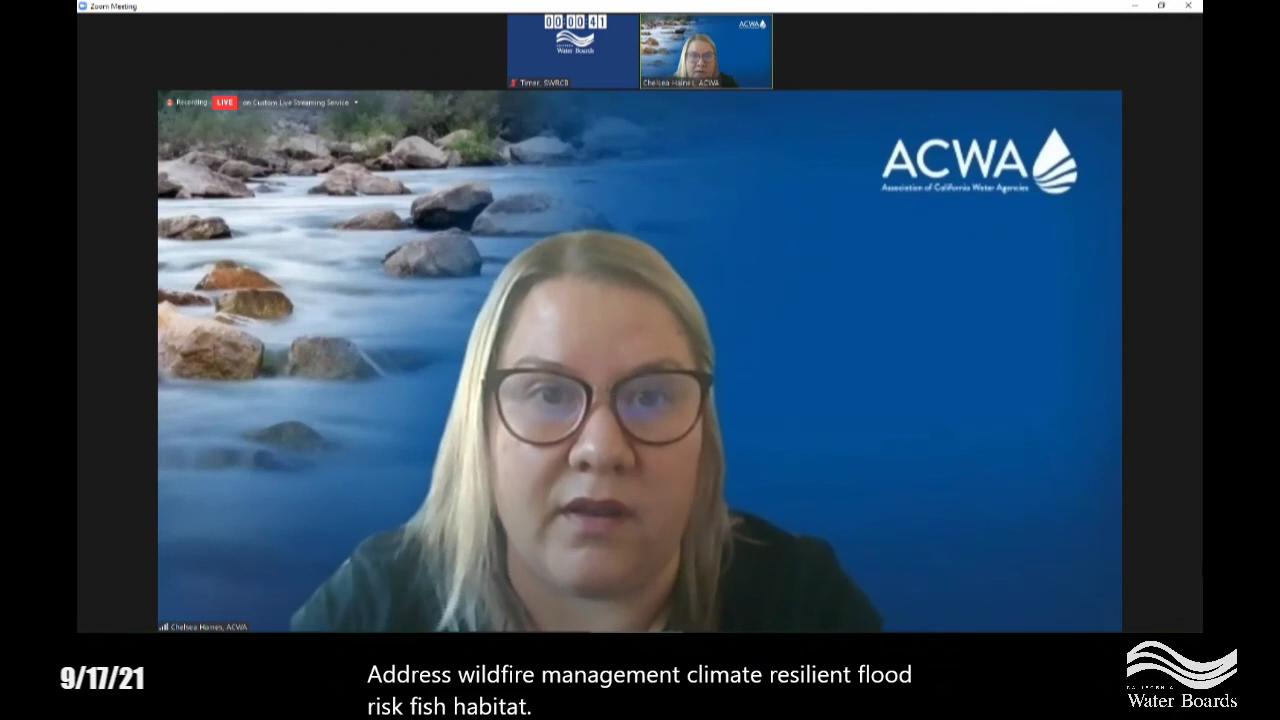 Zoom Meeting
00:00:41
Water Boards
Timer, SWRCB
ACWA
Chelsea Haines, ACWA
Recording
LIVE
on Custom Live Streaming Service
ACWA
Association of California Water Agencies
Chelsea Haines, ACWA
9/17/21
Address wildfire management climate resilient flood
risk fish habitat.
CALIFORNIA
Water Boards